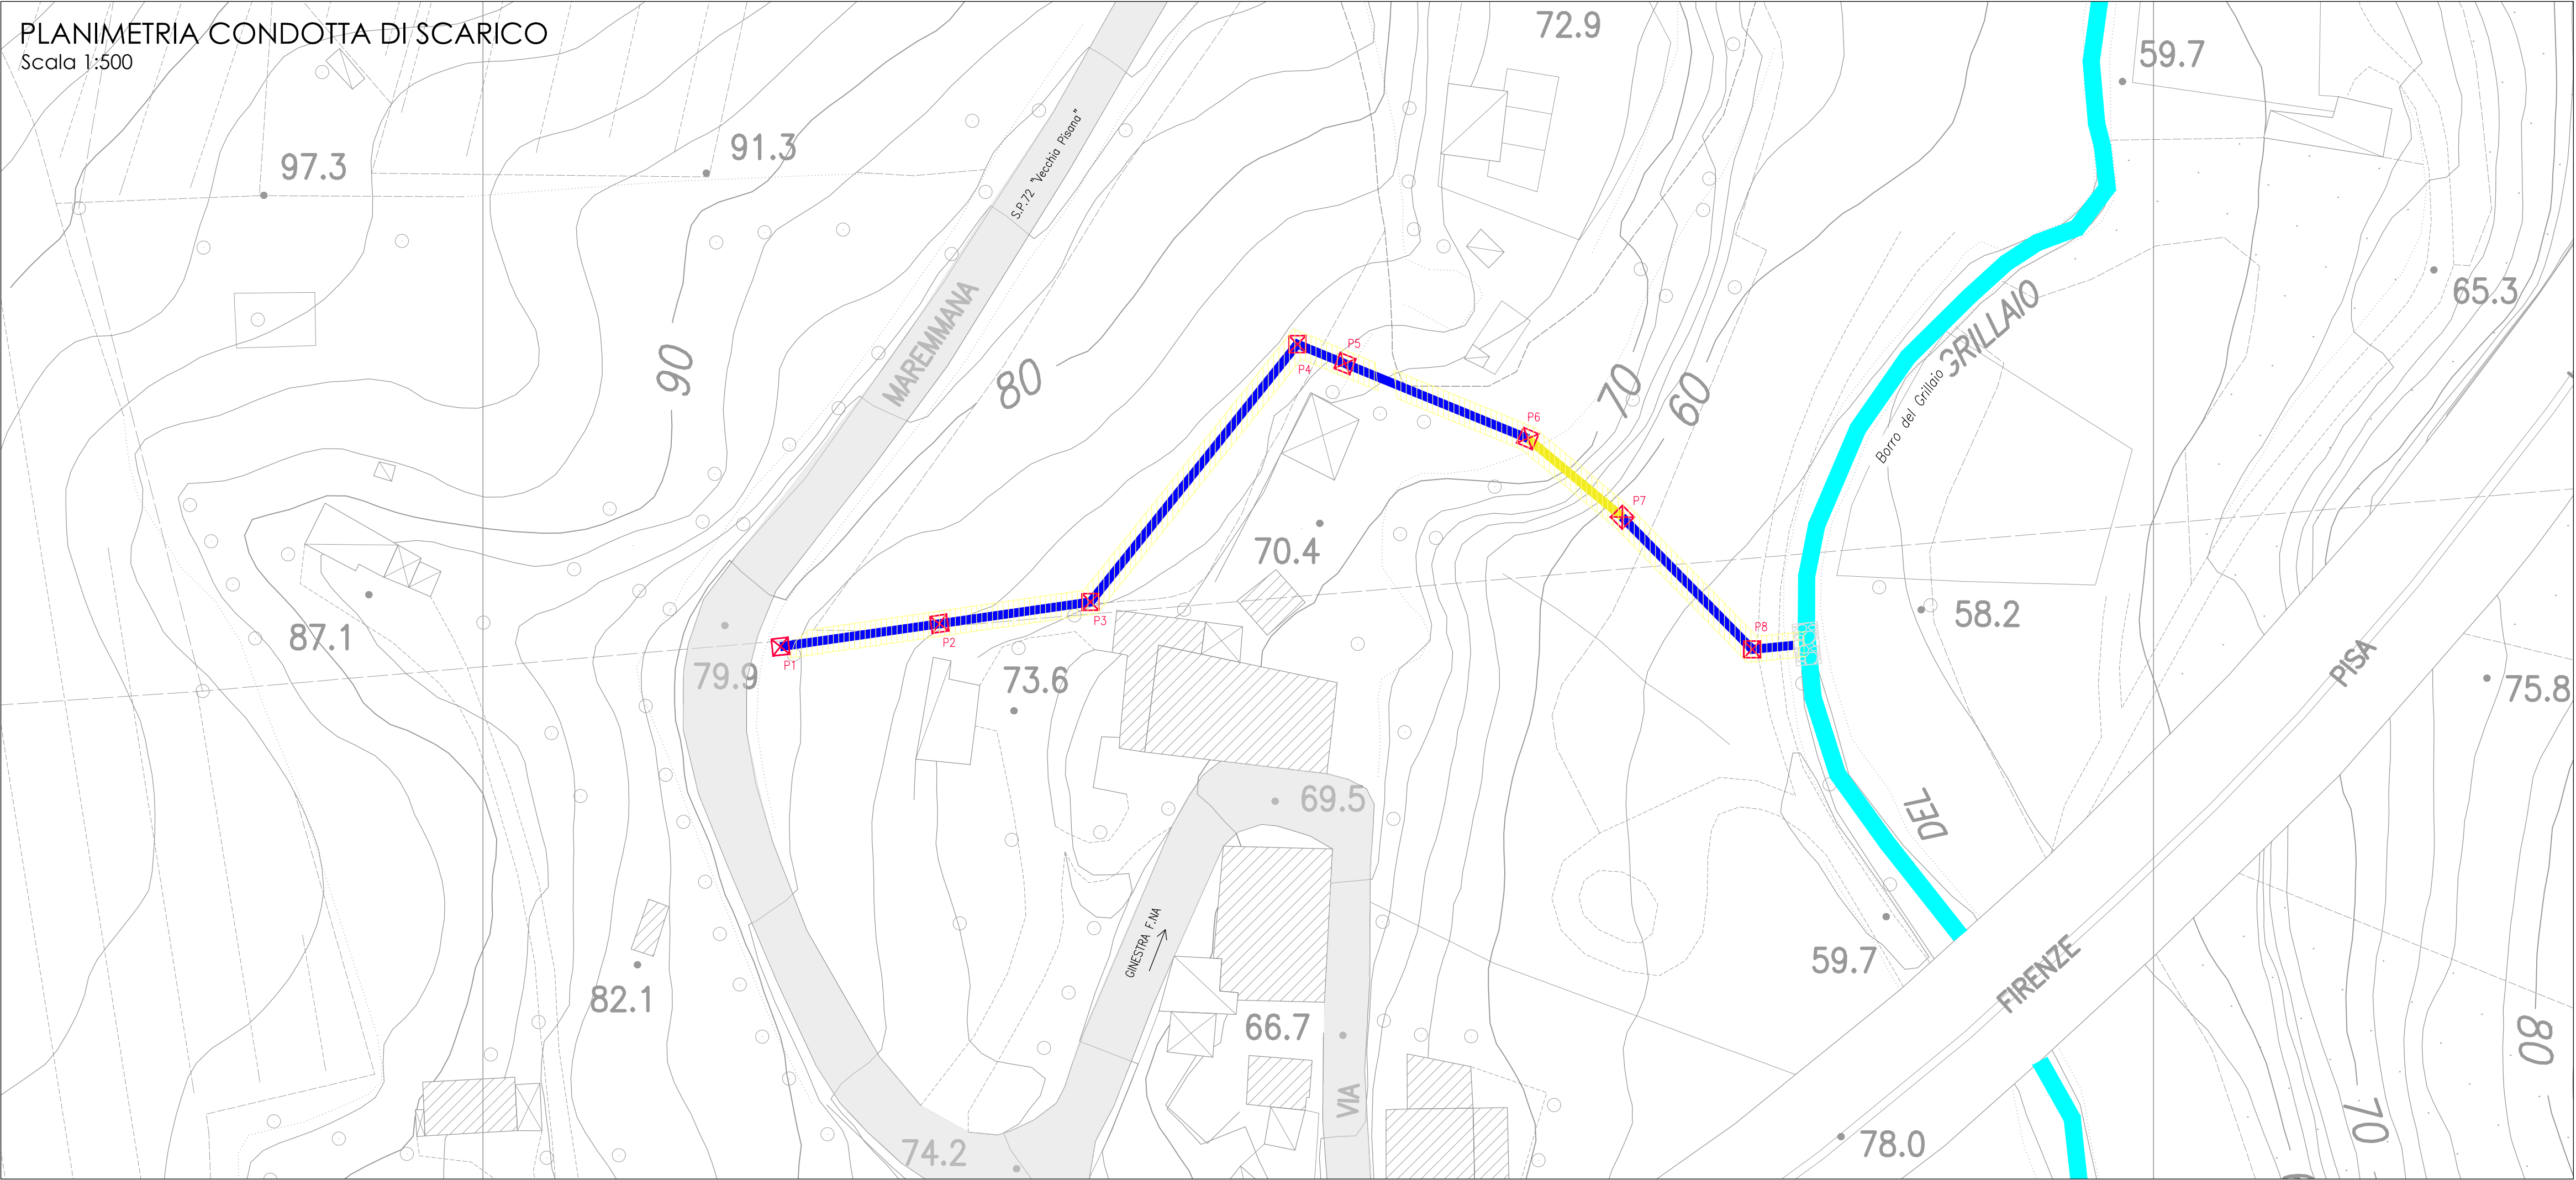 PLANIMETRIA CONDOTTA DI SCARICO
Scala 1:500
72.9
59.7
97.3
91.3
S.P.72 "Vecchia Pisana"
MAREMMANA
90
80
65.3
GRILLAIO
Borro del Grillaio
P4
P5
P6
70
60
P7
70.4
58.2
P3
P2
P1
P8
87.1
79.9
73.6
PISA
75.8
69.5
DEL
GINESTRA F.NA
59.7
FIRENZE
82.1
66.7
VIA
80
70
74.2
78.0